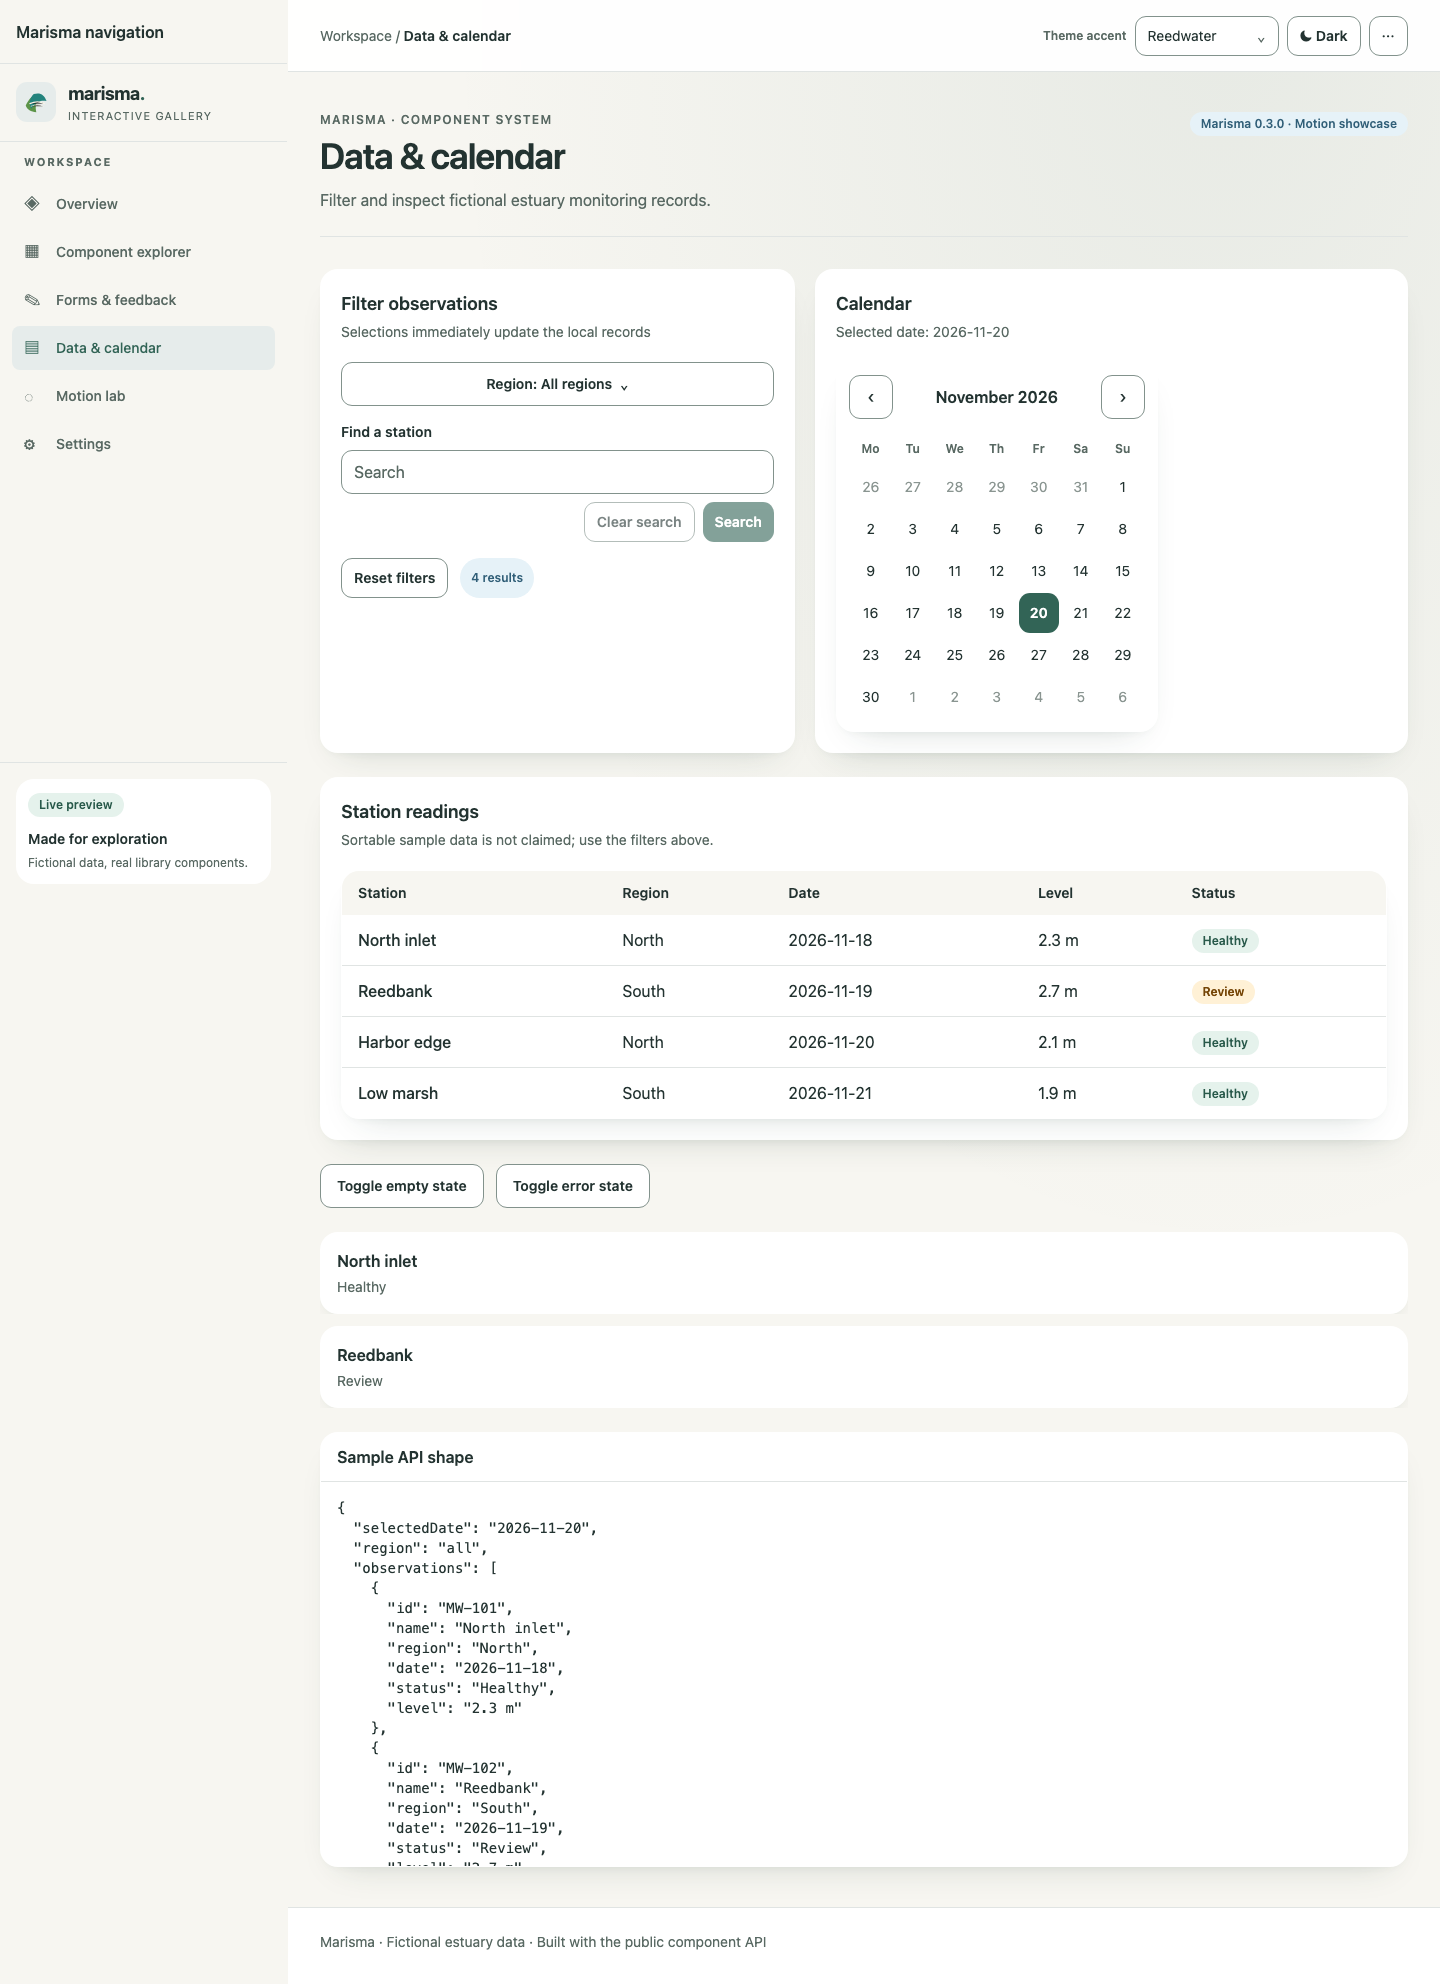 Marisma navigation
marisma.
INTERACTIVE GALLERY
WORKSPACE
Overview
Component explorer
Forms & feedback
Data & calendar
Motion lab
Settings
Live preview
Made for exploration
Fictional data, real library components.
Workspace / Data & calendar
Theme accent
Reedwater
Dark
...
MARISMA · COMPONENT SYSTEM
Marisma 0.3.0 · Motion showcase
Data & calendar
Filter and inspect fictional estuary monitoring records.
Filter observations
Selections immediately update the local records
Region: All regions
Find a station
Search
Clear search
Search
Reset filters
4 results
Calendar
Selected date: 2026-11-20
‹ November 2026 ›
Mo Tu We Th Fr Sa Su
26 27 28 29 30 31 1
2 3 4 5 6 7 8
9 10 11 12 13 14 15
16 17 18 19 20 21 22
23 24 25 26 27 28 29
30 1 2 3 4 5 6
Station readings
Sortable sample data is not claimed; use the filters above.
Station Region Date Level Status
North inlet North 2026-11-18 2.3 m Healthy
Reedbank South 2026-11-19 2.7 m Review
Harbor edge North 2026-11-20 2.1 m Healthy
Low marsh South 2026-11-21 1.9 m Healthy
Toggle empty state
Toggle error state
North inlet
Healthy
Reedbank
Review
Sample API shape
{
"selectedDate": "2026-11-20",
"region": "all",
"observations": [
{
"id": "MW-101",
"name": "North inlet",
"region": "North",
"date": "2026-11-18",
"status": "Healthy",
"level": "2.3 m"
},
{
"id": "MW-102",
"name": "Reedbank",
"region": "South",
"date": "2026-11-19",
"status": "Review",
Marisma · Fictional estuary data · Built with the public component API